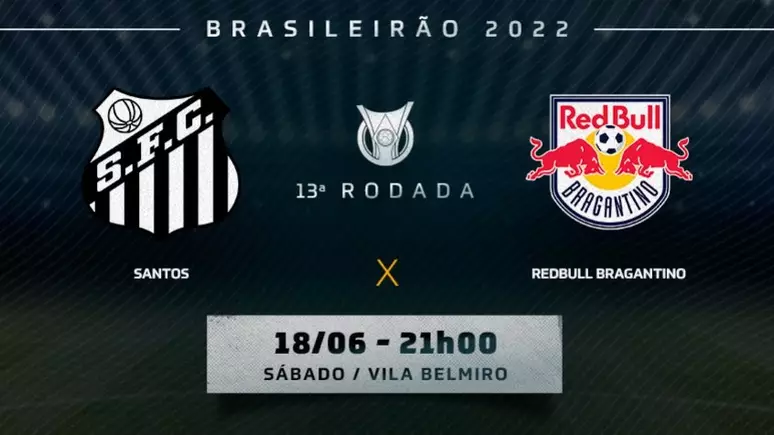 BRASILEIRÃO 2022
S.F.C.
13ª RODADA
Red Bull
BRAGANTINO
SANTOS
X
REDBULL BRAGANTINO
18/06 - 21h00
SÁBADO / VILA BELMIRO